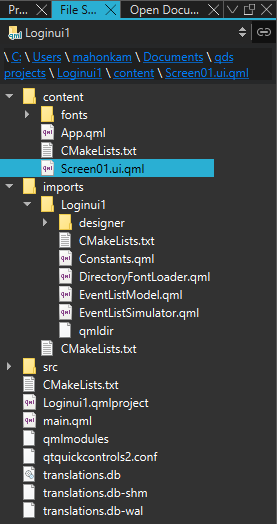 Pr... File S... Open Docu...
Loginui1
\ C: \ Users \ mahonkam \ Documents \ qds
projects \ Loginui1 \ content \ Screen01.ui.qml
content
fonts
App.qml
CMakeLists.txt
Screen01.ui.qml
imports
Loginui1
designer
CMakeLists.txt
Constants.qml
DirectoryFontLoader.qml
EventListModel.qml
EventListSimulator.qml
qmldir
CMakeLists.txt
src
CMakeLists.txt
Loginui1.qmlproject
main.qml
qmlmodules
qtquickcontrols2.conf
translations.db
translations.db-shm
translations.db-wal